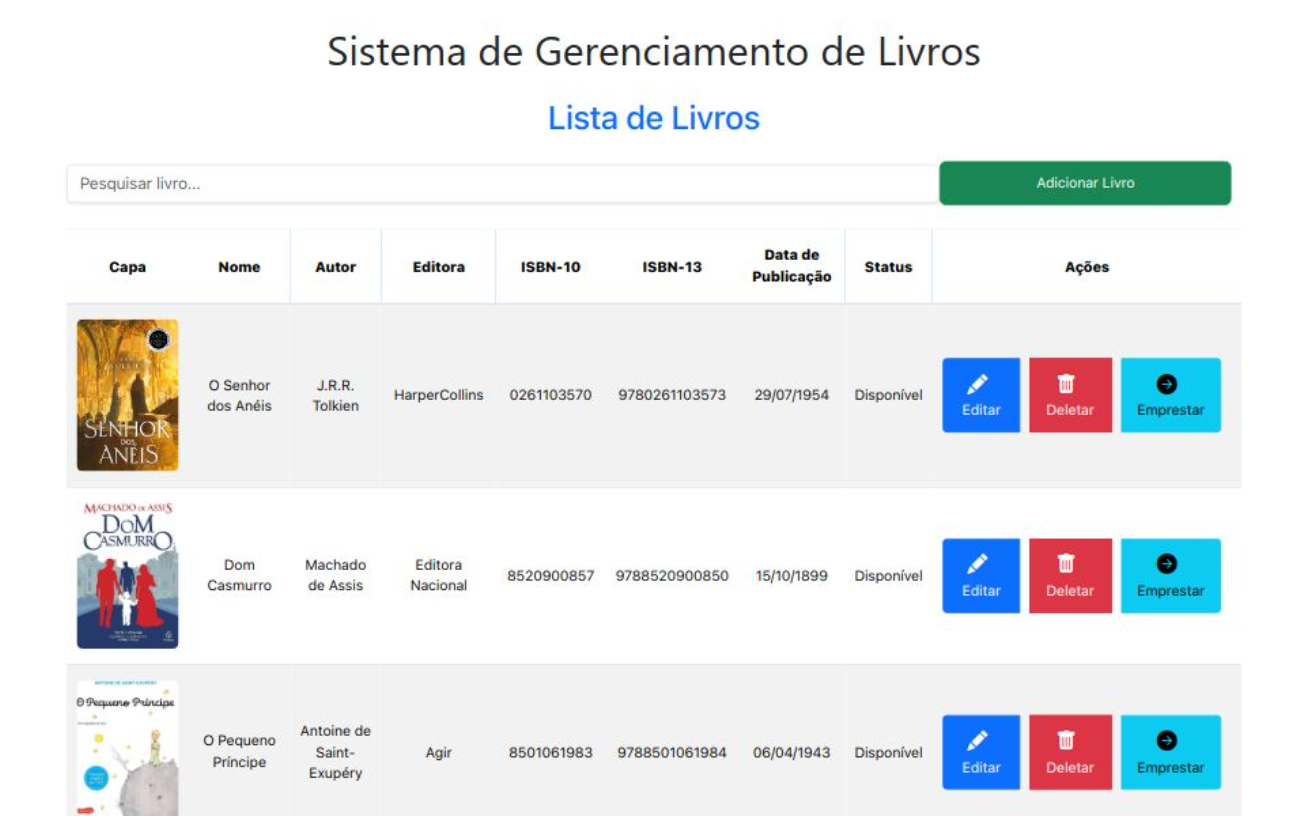 Sistema de Gerenciamento de Livros
Lista de Livros
Pesquisar livro...
Adicionar Livro
Capa
Nome
Autor
Editora
ISBN-10
ISBN-13
Data de
Publicação
Status
Ações
SENHOR
DOS
ANÉIS
O Senhor
dos Anéis
J.R.R.
Tolkien
HarperCollins
0261103570
9780261103573
29/07/1954
Disponível
Editar
Deletar
Emprestar
MACHADO DE ASSIS
DOM
CASMURRO
Dom
Casmurro
Machado
de Assis
Editora
Nacional
8520900857
9788520900850
15/10/1899
Disponível
Editar
Deletar
Emprestar
ANTOINE DE SAINT-EXUPÉRY
O Pequeno Príncipe
O Pequeno
Príncipe
Antoine de
Saint-
Exupéry
Agir
8501061983
9788501061984
06/04/1943
Disponível
Editar
Deletar
Emprestar